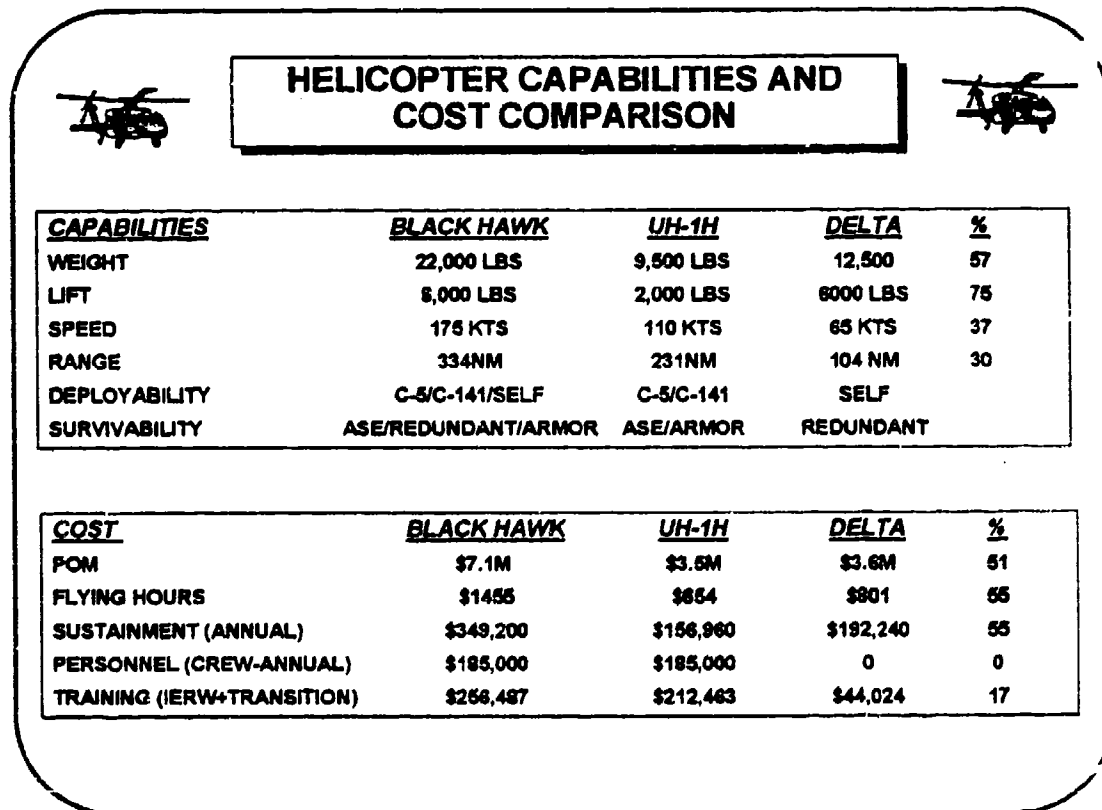 HELICOPTER CAPABILITIES AND
COST COMPARISON
CAPABILITIES BLACK HAWK UH-1H DELTA %
WEIGHT 22,000 LBS 9,500 LBS 12,500 57
LIFT 8,000 LBS 2,000 LBS 6000 LBS 75
SPEED 175 KTS 110 KTS 65 KTS 37
RANGE 334NM 231NM 104 NM 30
DEPLOYABILITY C-5/C-141/SELF C-5/C-141 SELF
SURVIVABILITY ASE/REDUNDANT/ARMOR ASE/ARMOR REDUNDANT
COST BLACK HAWK UH-1H DELTA %
POM $7.1M $3.5M $3.6M 51
FLYING HOURS $1455 $654 $801 55
SUSTAINMENT (ANNUAL) $349,200 $156,960 $192,240 55
PERSONNEL (CREW-ANNUAL) $185,000 $185,000 0 0
TRAINING (IERW+TRANSITION) $256,487 $212,463 $44,024 17